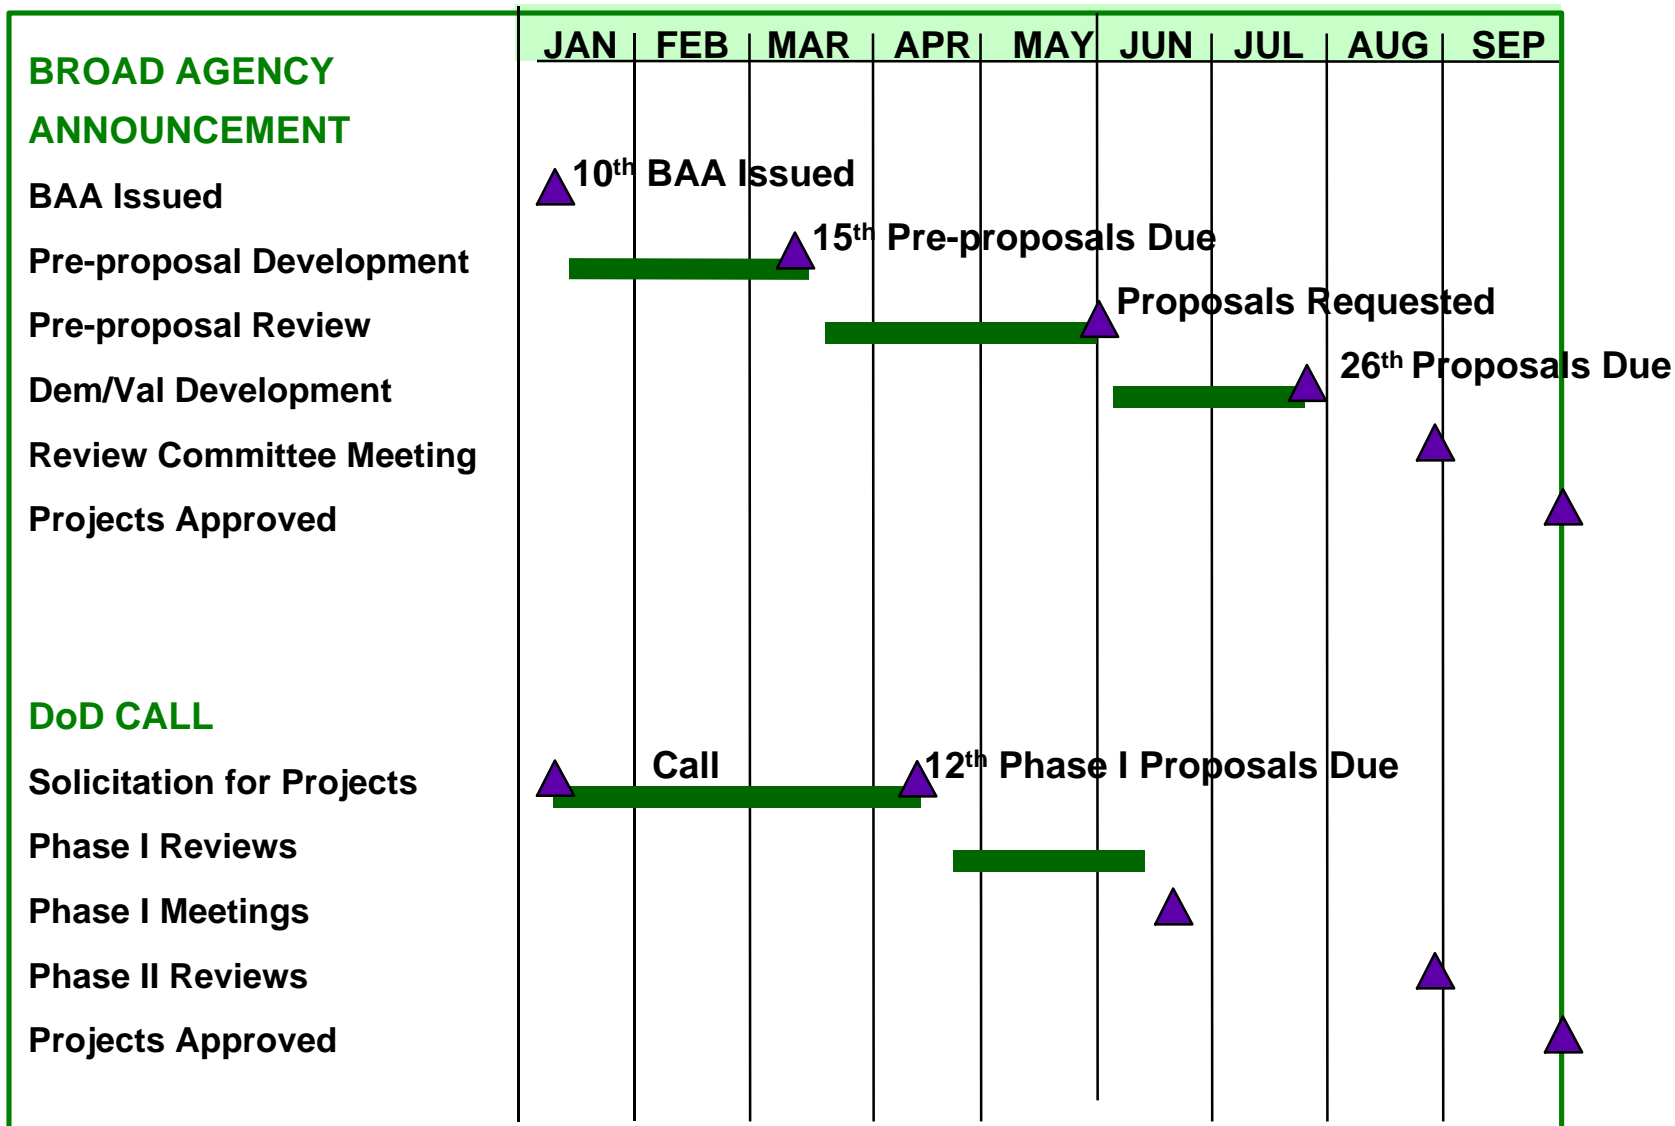 JAN FEB MAR APR MAY JUN JUL AUG SEP
BROAD AGENCY
ANNOUNCEMENT
BAA Issued
10th BAA Issued
Pre-proposal Development
15th Pre-proposals Due
Pre-proposal Review
Proposals Requested
Dem/Val Development
26th Proposals Due
Review Committee Meeting
Projects Approved
DoD CALL
Solicitation for Projects
Call
12th Phase I Proposals Due
Phase I Reviews
Phase I Meetings
Phase II Reviews
Projects Approved